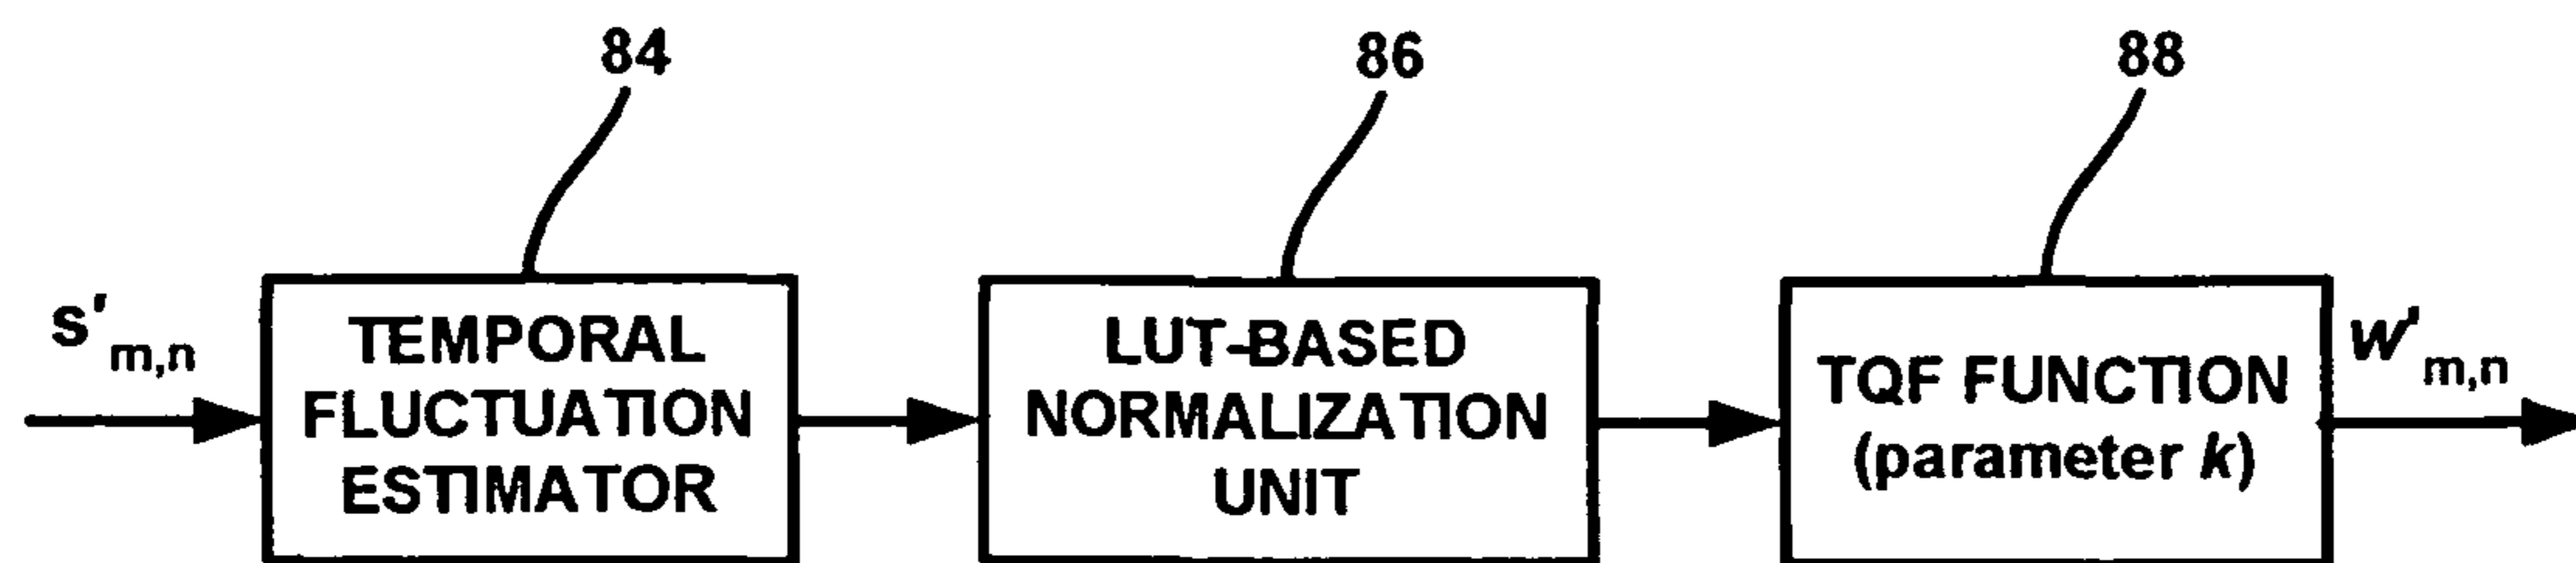 84
86
88
s'm,n
TEMPORAL
FLUCTUATION
ESTIMATOR
LUT-BASED
NORMALIZATION
UNIT
TQF FUNCTION
(parameter k)
w'm,n